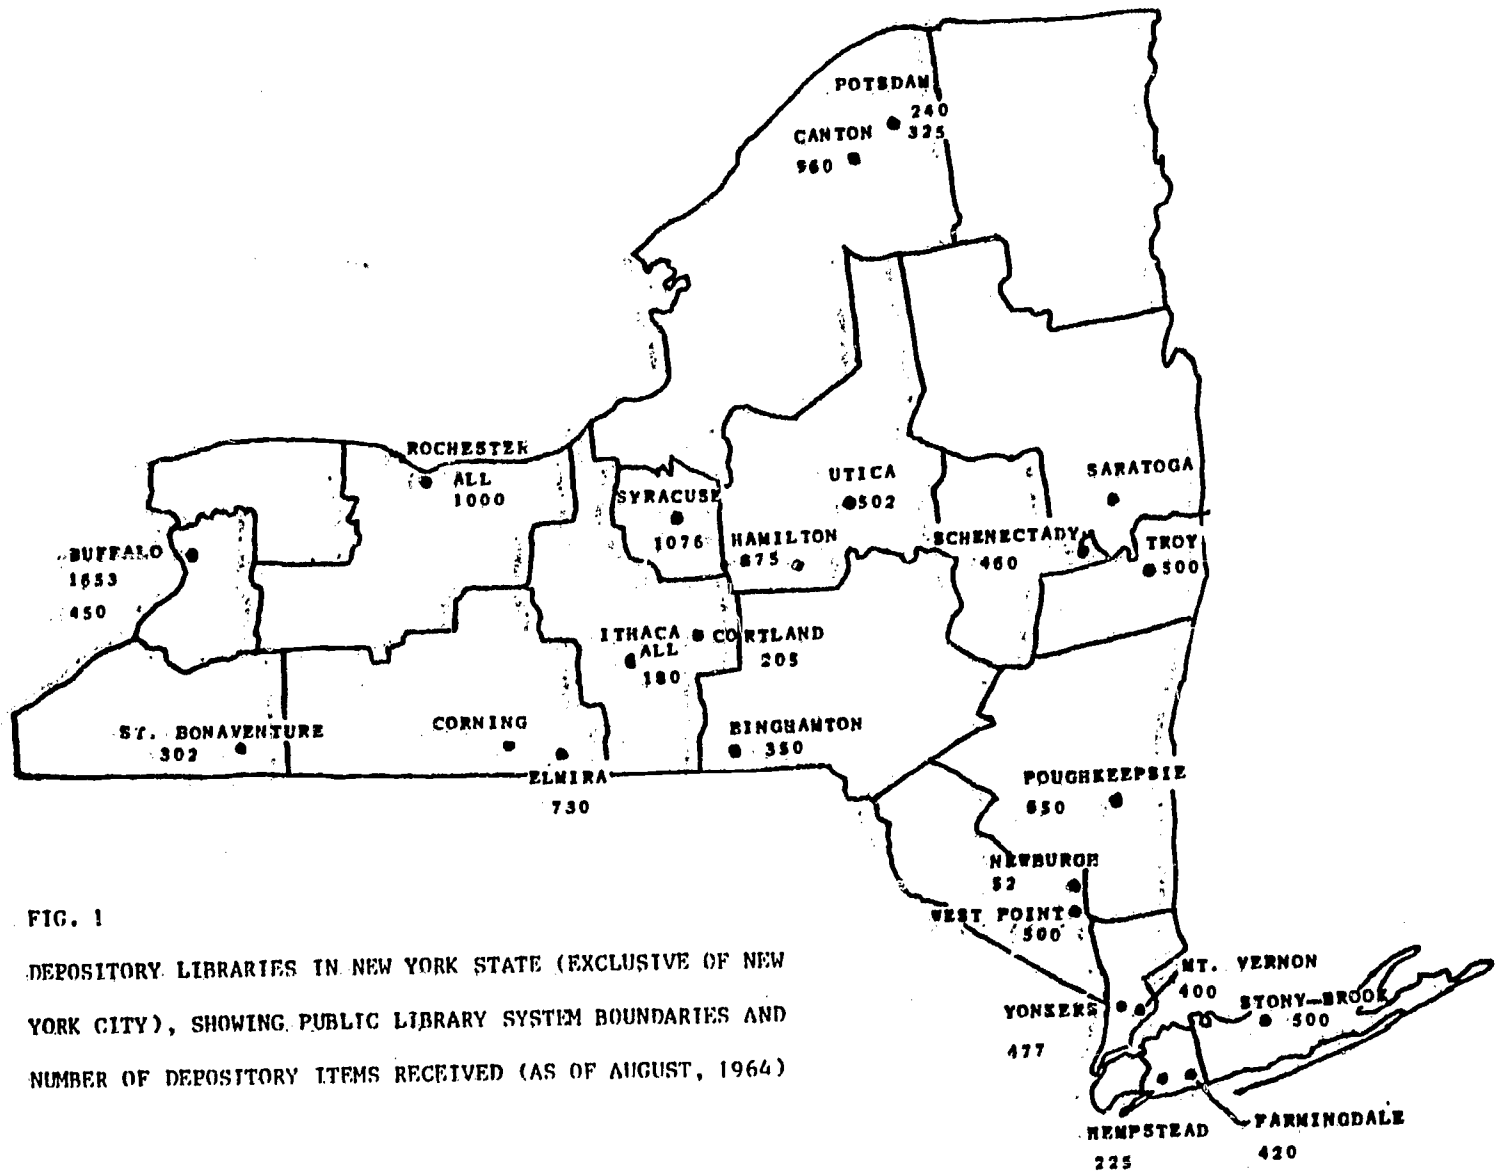 POTSDAM
240
CANTON 325
560
ROCHESTER
ALL
1000
SYRACUSE
1076
UTICA
502
SARATOGA
HAMILTON
675
SCHENECTADY
460
TROY
500
BUFFALO
1653
450
ITHACA
ALL
180
CORTLAND
205
ST. BONAVENTURE
302
CORNING
ELMIRA
730
BINGHAMTON
350
POUGHKEEPSIE
650
NEWBURGH
52
WEST POINT
500
MT. VERNON
400
YONKERS
477
STONY-BROOK
500
HEMPSTEAD
225
FARMINGDALE
420
FIG. 1
DEPOSITORY LIBRARIES IN NEW YORK STATE (EXCLUSIVE OF NEW
YORK CITY), SHOWING PUBLIC LIBRARY SYSTEM BOUNDARIES AND
NUMBER OF DEPOSITORY ITEMS RECEIVED (AS OF AUGUST, 1964)